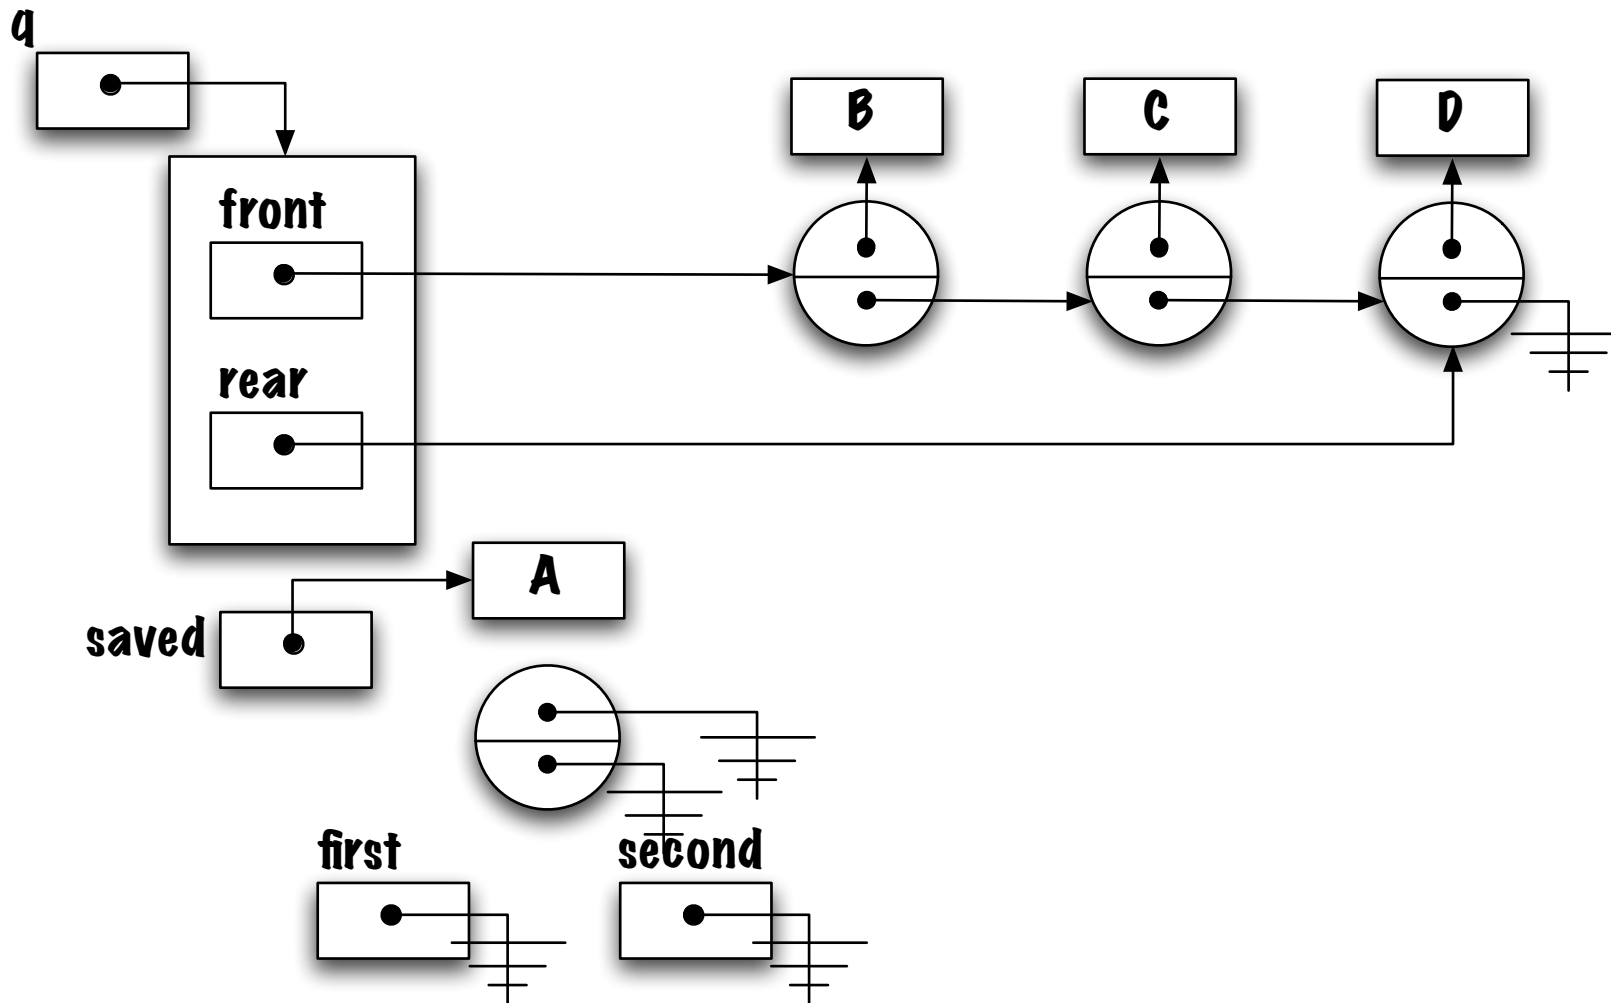 q
B
C
D
front
rear
A
saved
first
second